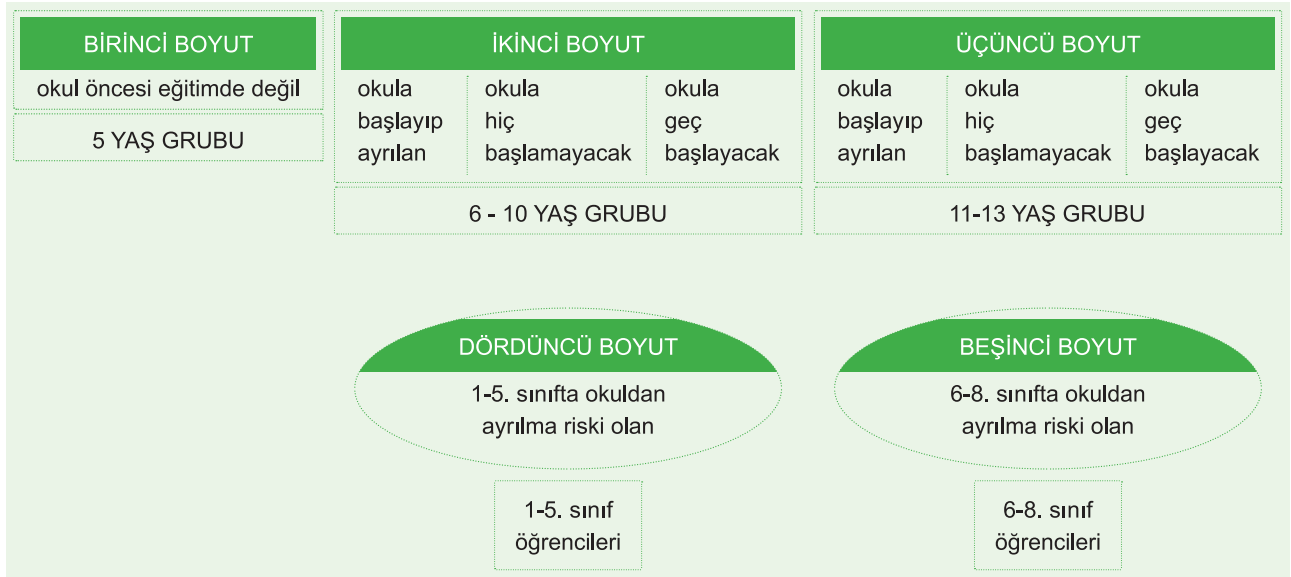 BİRİNCİ BOYUT
okul öncesi eğitimde değil
5 YAŞ GRUBU
İKİNCİ BOYUT
okula
başlayıp
ayrılan
okula
hiç
başlamayacak
okula
geç
başlayacak
6 - 10 YAŞ GRUBU
ÜÇÜNCÜ BOYUT
okula
başlayıp
ayrılan
okula
hiç
başlamayacak
okula
geç
başlayacak
11-13 YAŞ GRUBU
DÖRDÜNCÜ BOYUT
1-5. sınıfta okuldan
ayrılma riski olan
1-5. sınıf
öğrencileri
BEŞİNCİ BOYUT
6-8. sınıfta okuldan
ayrılma riski olan
6-8. sınıf
öğrencileri